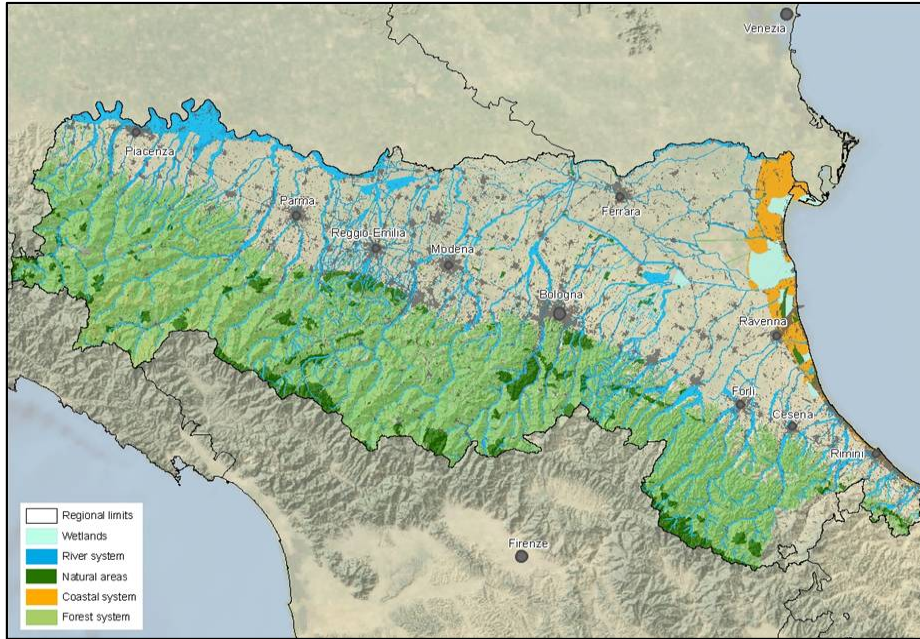 Venezia
Piacenza
Parma
Ferrara
Reggio-Emilia
Modena
Bologna
Ravenna
Forlì
Cesena
Rimini
Firenze
Regional limits
Wetlands
River system
Natural areas
Coastal system
Forest system